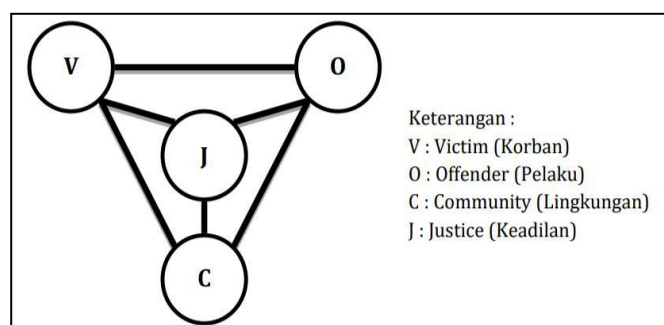 V
O
J
C
Keterangan :
V : Victim (Korban)
O : Offender (Pelaku)
C : Community (Lingkungan)
J : Justice (Keadilan)